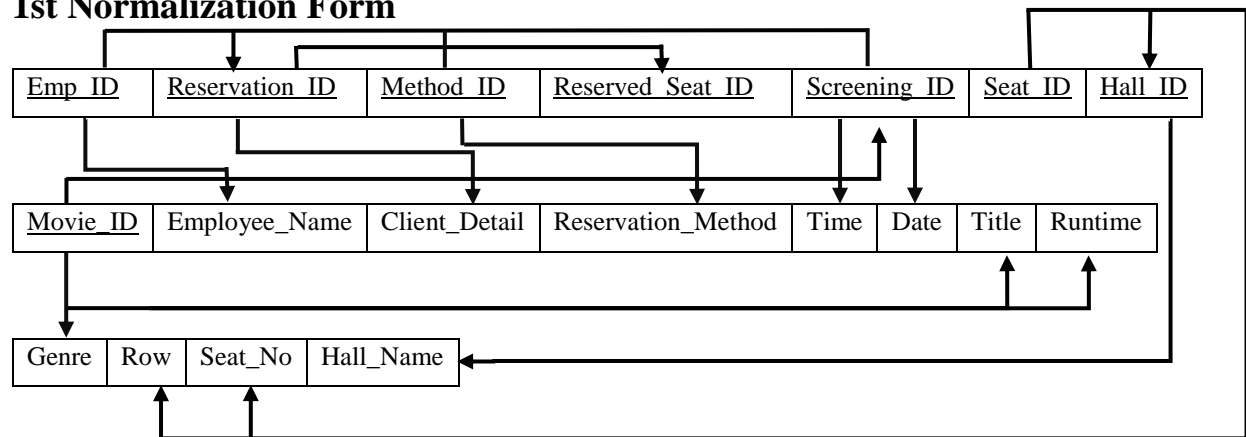 1st Normalization Form
Emp_ID Reservation_ID Method_ID Reserved_Seat_ID Screening_ID Seat_ID Hall_ID
Movie_ID Employee_Name Client_Detail Reservation_Method Time Date Title Runtime
Genre Row Seat_No Hall_Name